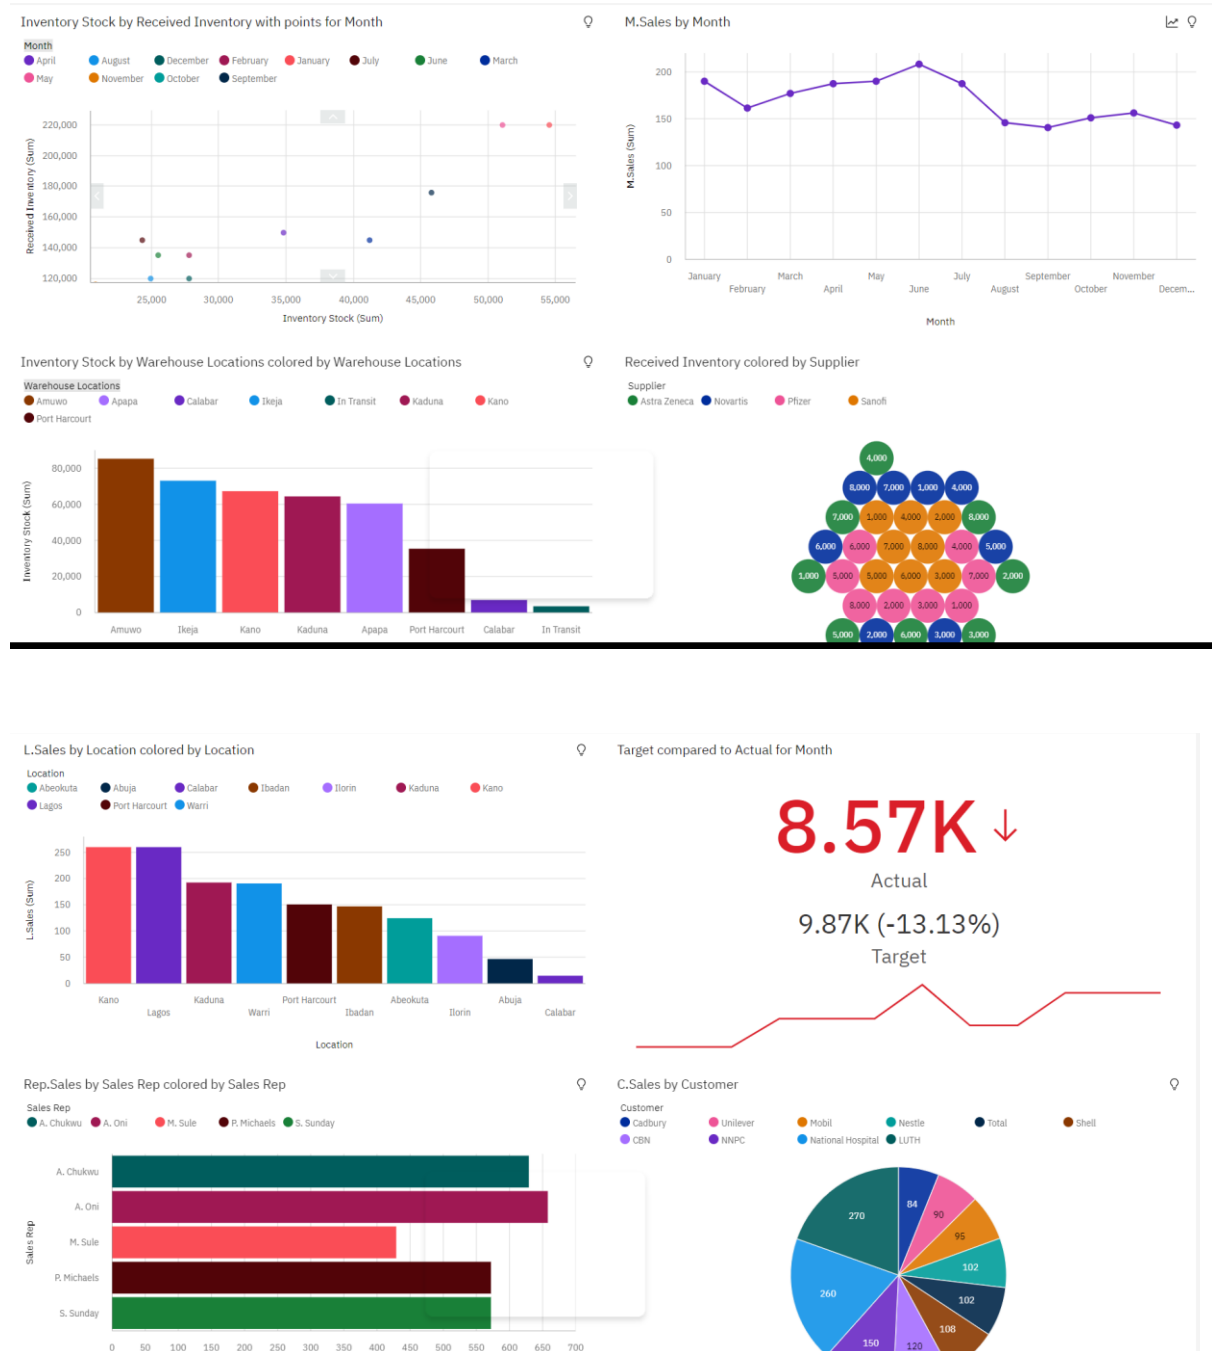 Inventory Stock by Received Inventory with points for Month
Month
April August December February January July June March
May November October September
Received Inventory (Sum)
220,000
200,000
180,000
160,000
140,000
120,000
25,000 30,000 35,000 40,000 45,000 50,000 55,000
Inventory Stock (Sum)
M.Sales by Month
M.Sales (Sum)
200
150
100
50
0
January March May July September November
February April June August October Decem...
Month
Inventory Stock by Warehouse Locations colored by Warehouse Locations
Warehouse Locations
Amuwo Apapa Calabar Ikeja In Transit Kaduna Kano
Port Harcourt
Inventory Stock (Sum)
80,000
60,000
40,000
20,000
0
Amuwo Ikeja Kano Kaduna Apapa Port Harcourt Calabar In Transit
Received Inventory colored by Supplier
Supplier
Astra Zeneca Novartis Pfizer Sanofi
4,000
8,000 7,000 1,000 4,000
7,000 1,000 4,000 2,000 8,000
6,000 6,000 7,000 8,000 4,000 5,000
1,000 5,000 5,000 6,000 3,000 7,000 2,000
8,000 2,000 3,000 1,000
5,000 2,000 6,000 3,000 3,000
L.Sales by Location colored by Location
Location
Abeokuta Abuja Calabar Ibadan Ilorin Kaduna Kano
Lagos Port Harcourt Warri
L.Sales (Sum)
250
200
150
100
50
0
Kano Kaduna Port Harcourt Abeokuta Abuja
Lagos Warri Ibadan Ilorin Calabar
Location
Target compared to Actual for Month
8.57K ↓
Actual
9.87K (-13.13%)
Target
Rep.Sales by Sales Rep colored by Sales Rep
Sales Rep
A. Chukwu A. Oni M. Sule P. Michaels S. Sunday
Sales Rep
A. Chukwu
A. Oni
M. Sule
P. Michaels
S. Sunday
0 50 100 150 200 250 300 350 400 450 500 550 600 650 700
C.Sales by Customer
Customer
Cadbury Unilever Mobil Nestle Total Shell
CBN NNPC National Hospital LUTH
84
90
95
102
102
108
120
150
260
270